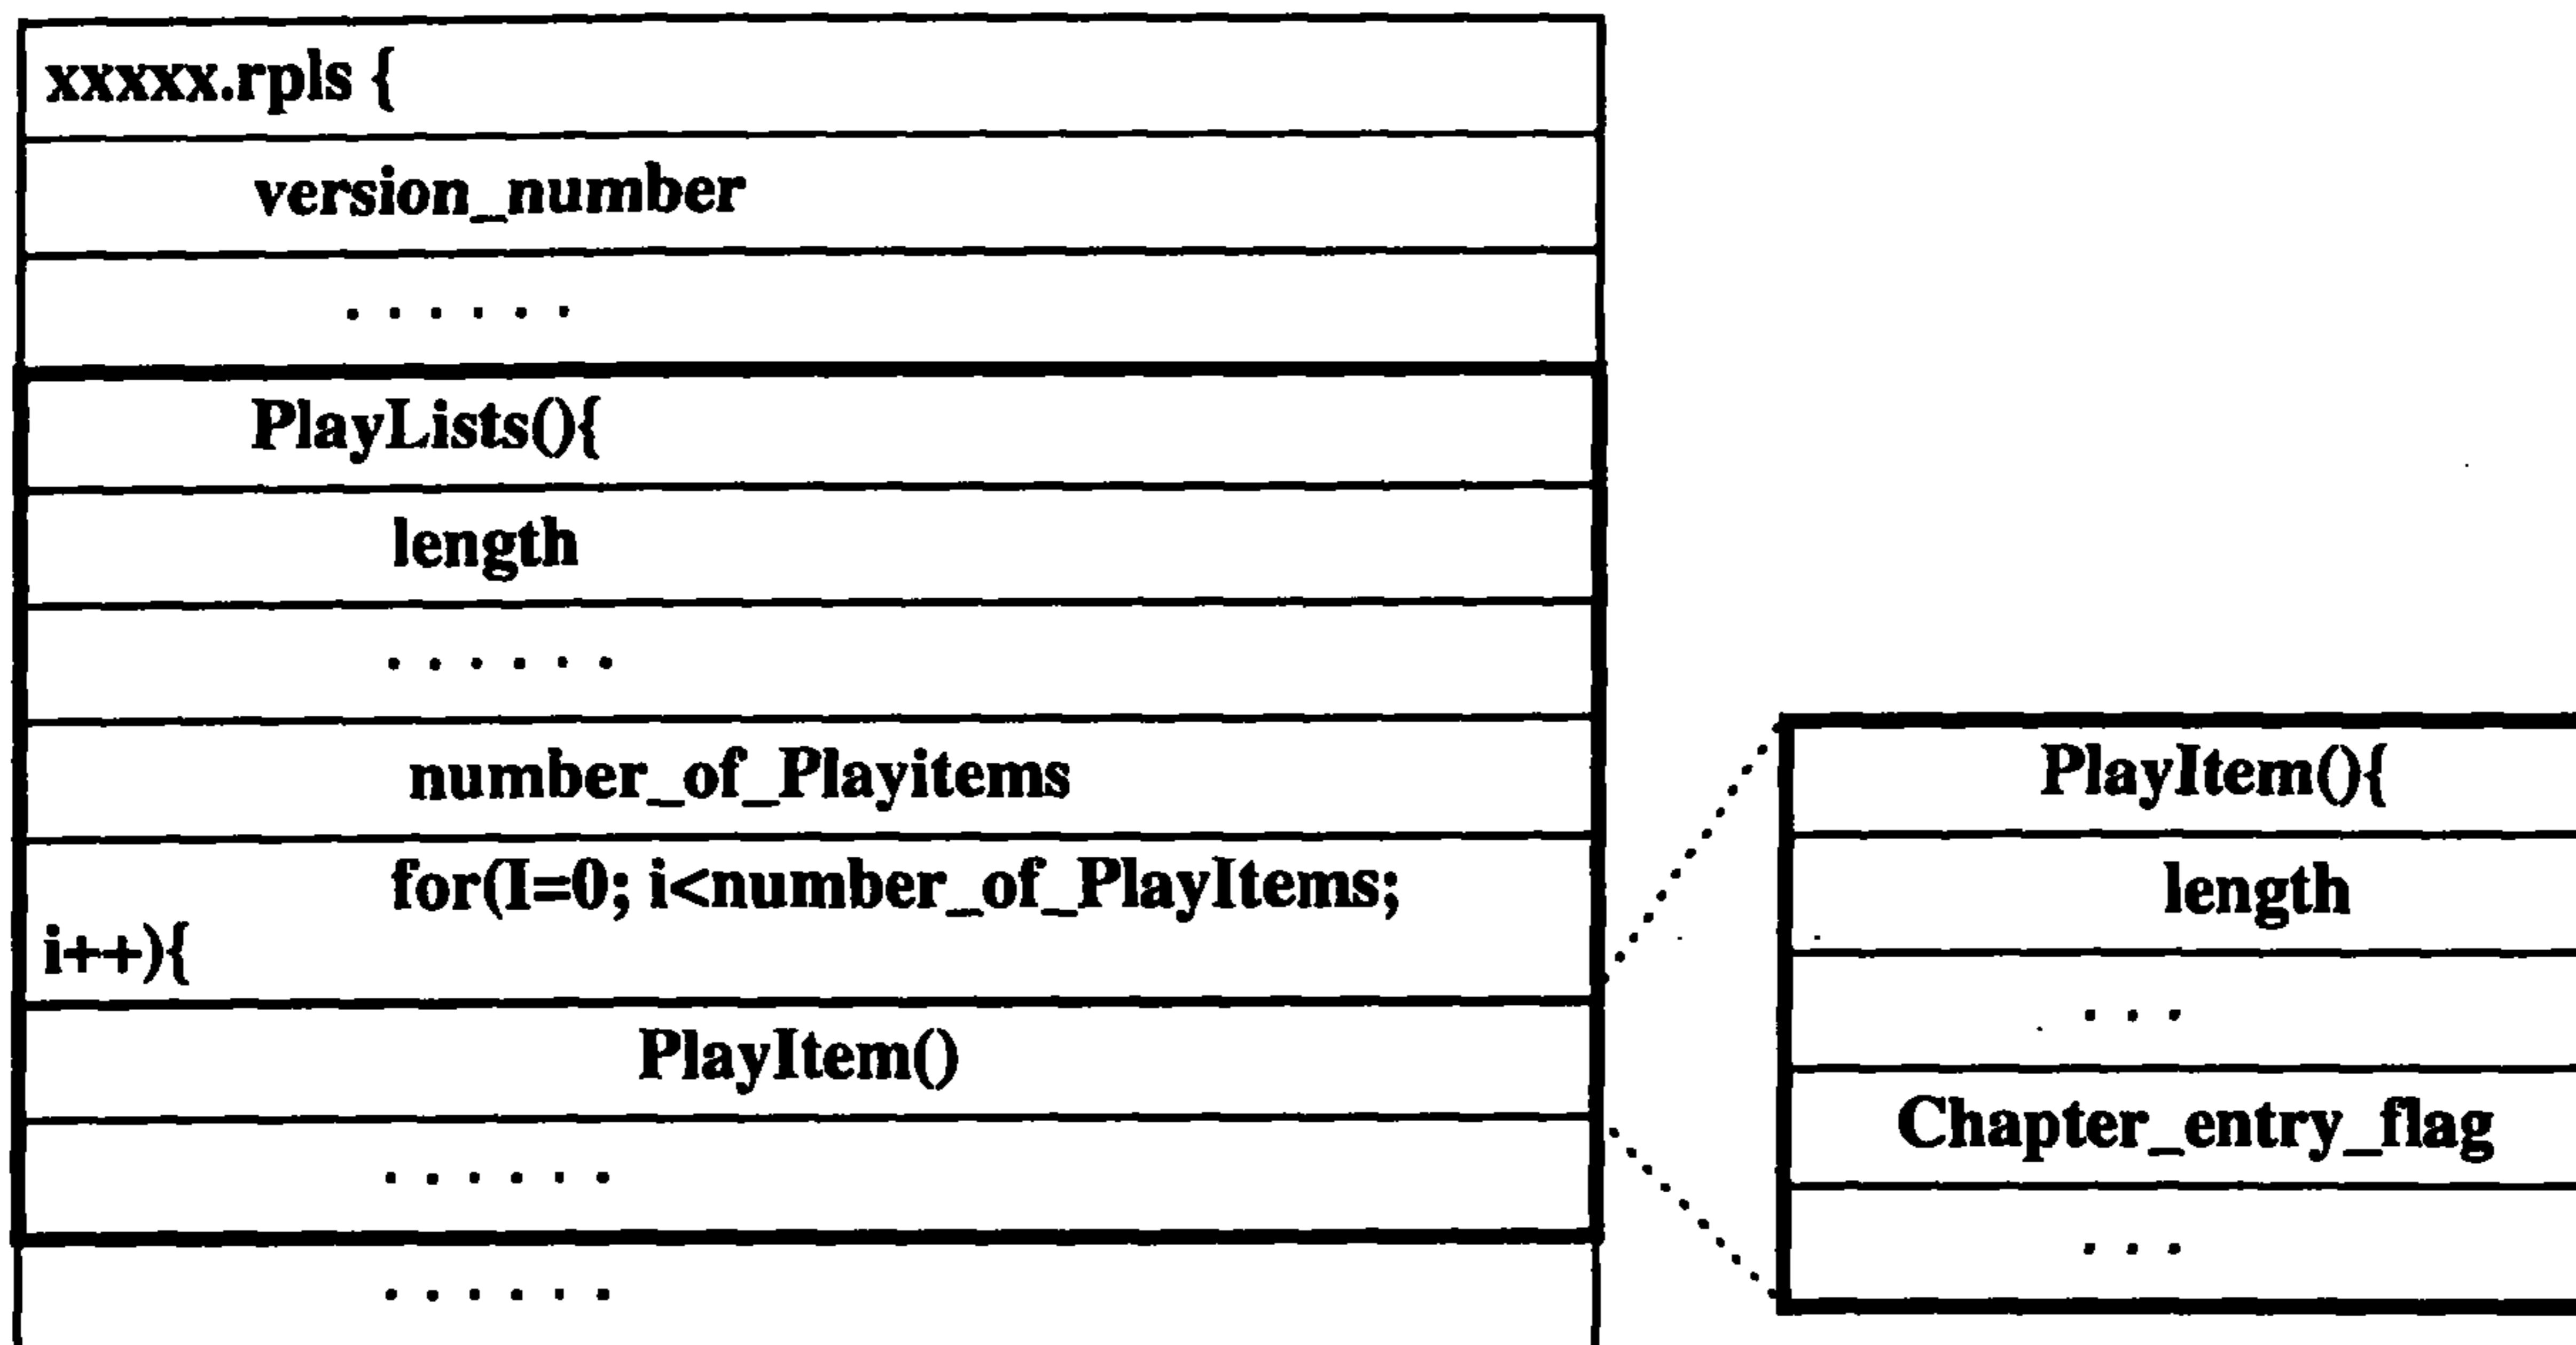 xxxxx.rpls {
version_number
. . . . . .
PlayLists(){
length
. . . . . .
number_of_Playitems
for(I=0; i<number_of_PlayItems;
i++){
PlayItem()
. . . . . .
. . . . . .
PlayItem(){
length
. . .
Chapter_entry_flag
. . .